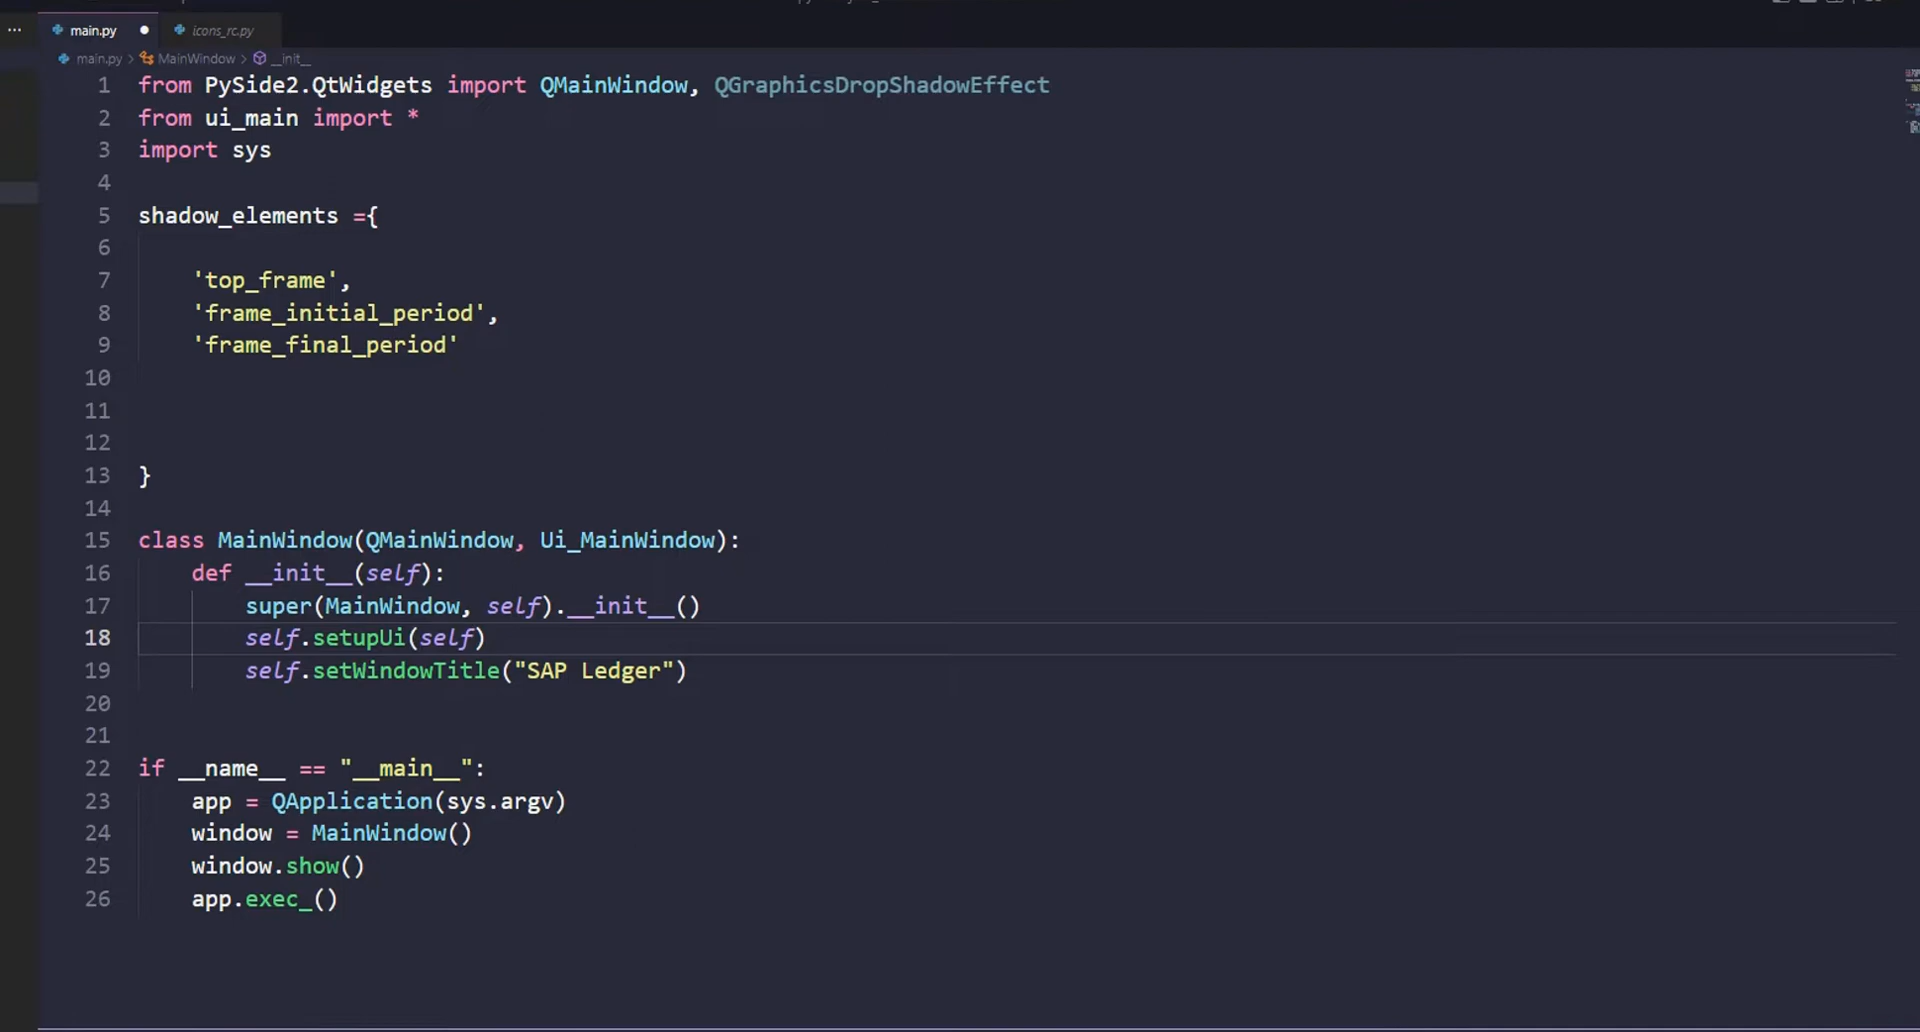 main.py
icons_rc.py
main.py > MainWindow > __init__
1 from PySide2.QtWidgets import QMainWindow, QGraphicsDropShadowEffect
2 from ui_main import *
3 import sys
4
5 shadow_elements ={
6
7 'top_frame',
8 'frame_initial_period',
9 'frame_final_period'
10
11
12
13 }
14
15 class MainWindow(QMainWindow, Ui_MainWindow):
16 def __init__(self):
17 super(MainWindow, self).__init__()
18 self.setupUi(self)
19 self.setWindowTitle("SAP Ledger")
20
21
22 if __name__ == "__main__":
23 app = QApplication(sys.argv)
24 window = MainWindow()
25 window.show()
26 app.exec_()